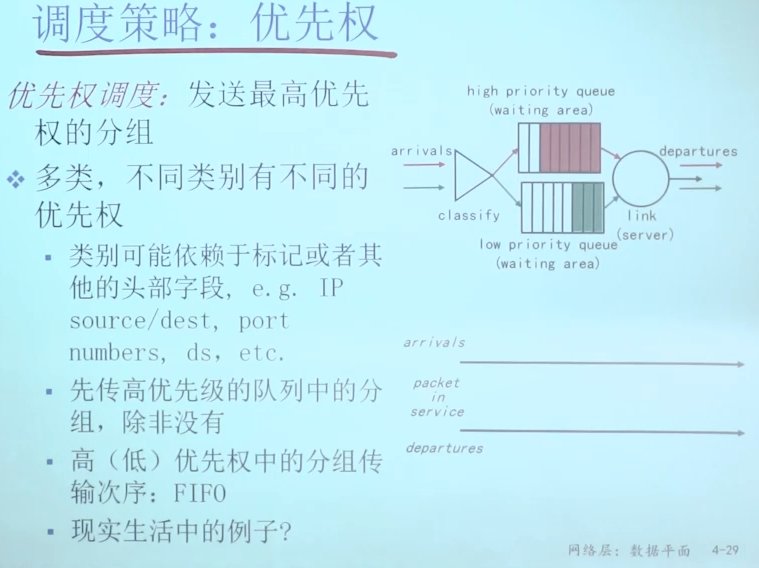 调度策略：优先权
优先权调度：发送最高优先
权的分组
多类，不同类别有不同的
优先权
类别可能依赖于标记或者其
他的头部字段, e.g. IP
source/dest, port
numbers, ds，etc.
先传高优先级的队列中的分
组，除非没有
高（低）优先权中的分组传
输次序：FIFO
现实生活中的例子?
high priority queue
(waiting area)
arrivals
departures
classify
link
(server)
low priority queue
(waiting area)
arrivals
packet
in
service
departures
网络层：数据平面 4-29